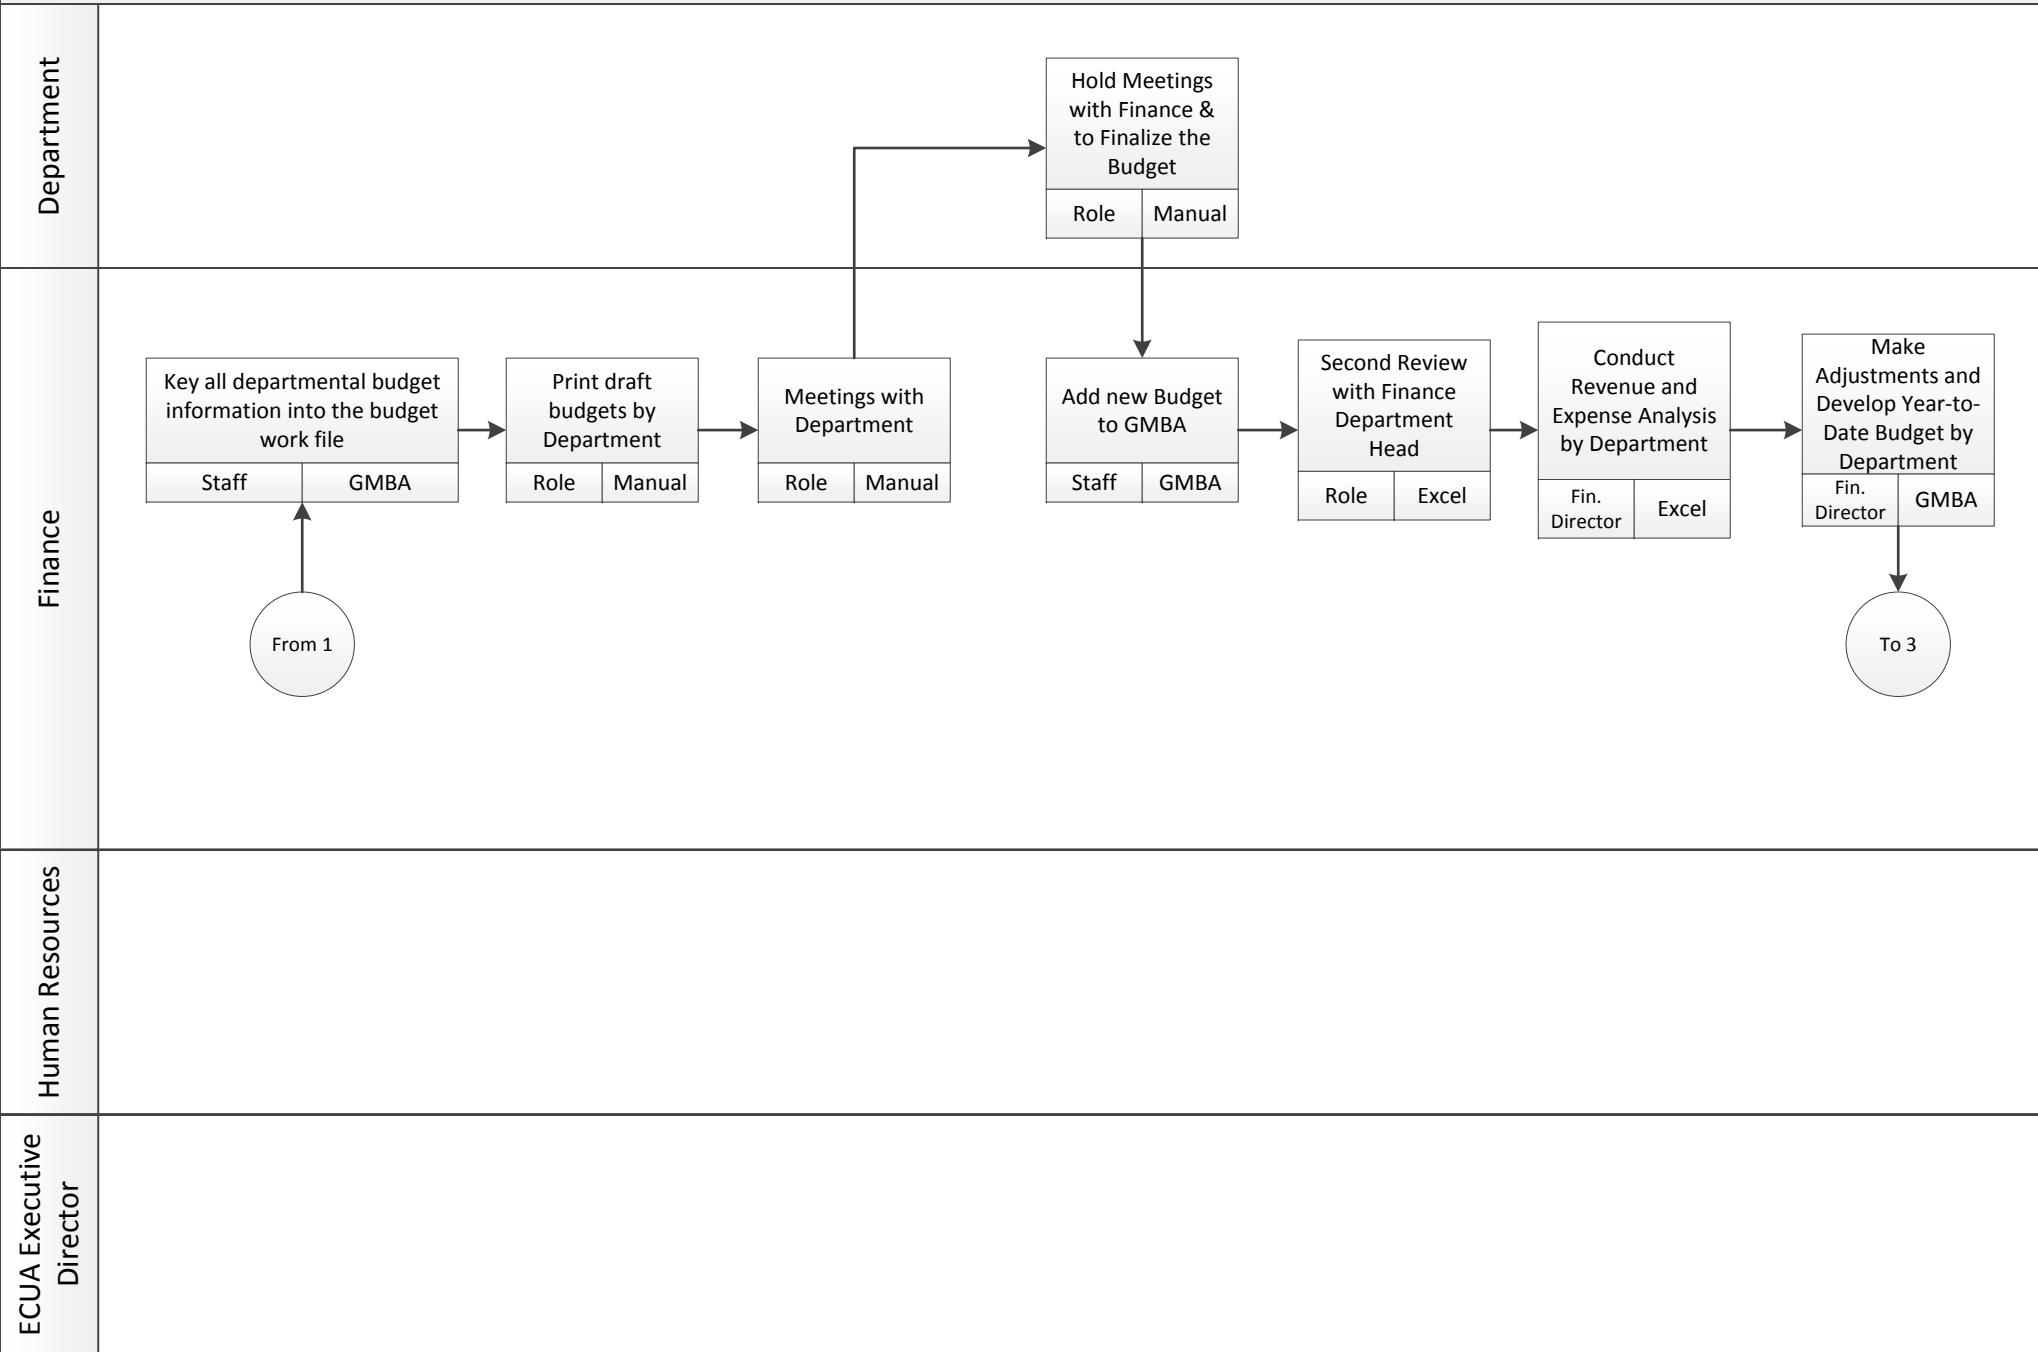 Department
Hold Meetings
with Finance &
to Finalize the
Budget
Role
Manual
Finance
Key all departmental budget
information into the budget
work file
Staff
GMBA
Print draft
budgets by
Department
Role
Manual
Meetings with
Department
Role
Manual
Add new Budget
to GMBA
Staff
GMBA
Second Review
with Finance
Department
Head
Role
Excel
Conduct
Revenue and
Expense Analysis
by Department
Fin.
Director
Excel
Make
Adjustments and
Develop Year-to-
Date Budget by
Department
Fin.
Director
GMBA
From 1
To 3
Human Resources
ECUA Executive
Director